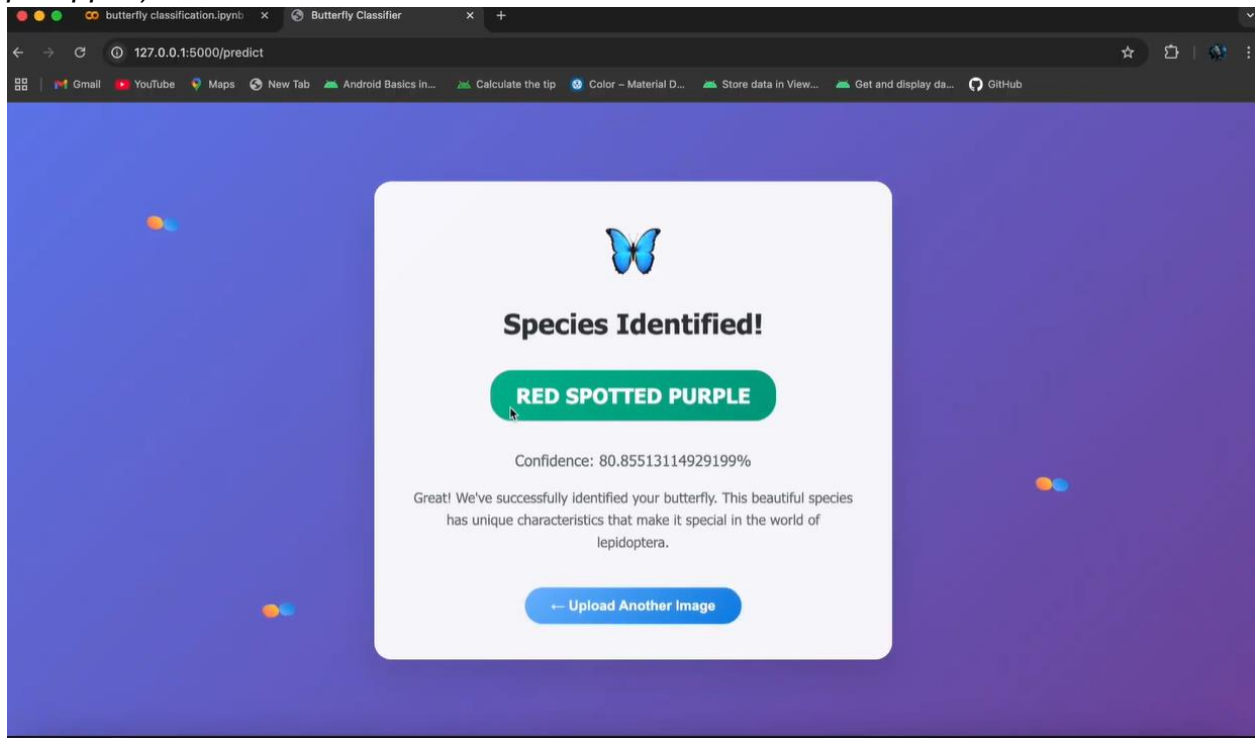 butterfly classification.ipynb
Butterfly Classifier
127.0.0.1:5000/predict
Gmail YouTube Maps New Tab Android Basics in... Calculate the tip Color – Material D... Store data in View... Get and display da... GitHub
Species Identified!
RED SPOTTED PURPLE
Confidence: 80.85513114929199%
Great! We've successfully identified your butterfly. This beautiful species
has unique characteristics that make it special in the world of
lepidoptera.
← Upload Another Image